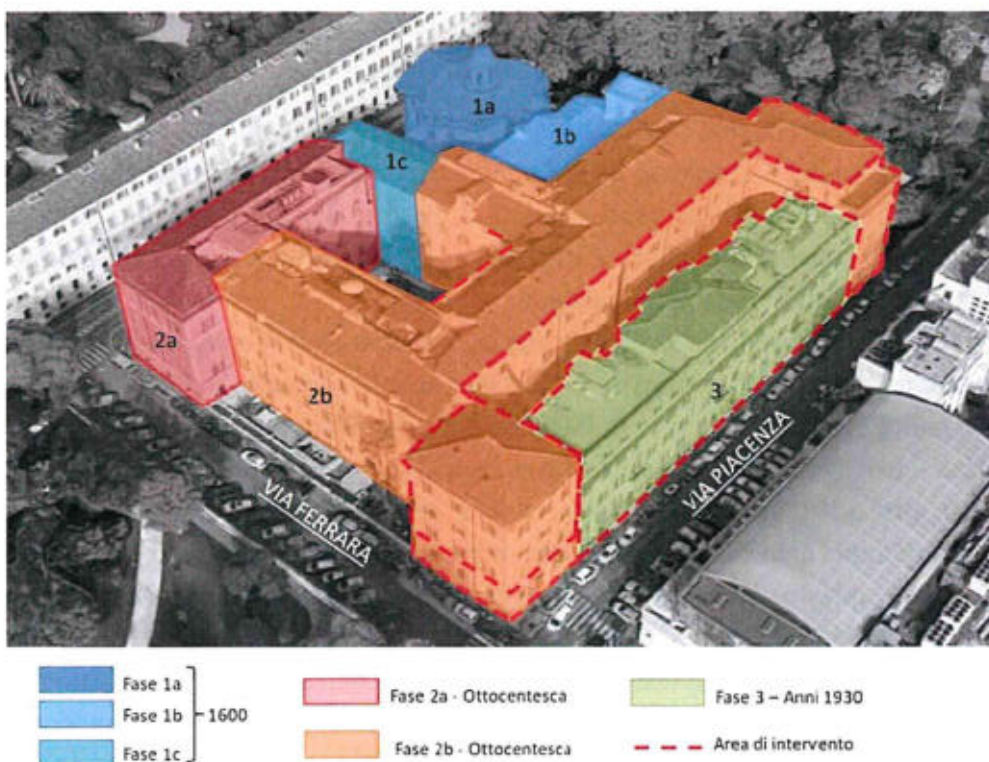 1a
1b
1c
2a
2b
3
VIA FERRARA
VIA PIACENZA
Fase 1a
Fase 1b
Fase 1c
1600
Fase 2a - Ottocentesca
Fase 2b - Ottocentesca
Fase 3 – Anni 1930
Area di intervento